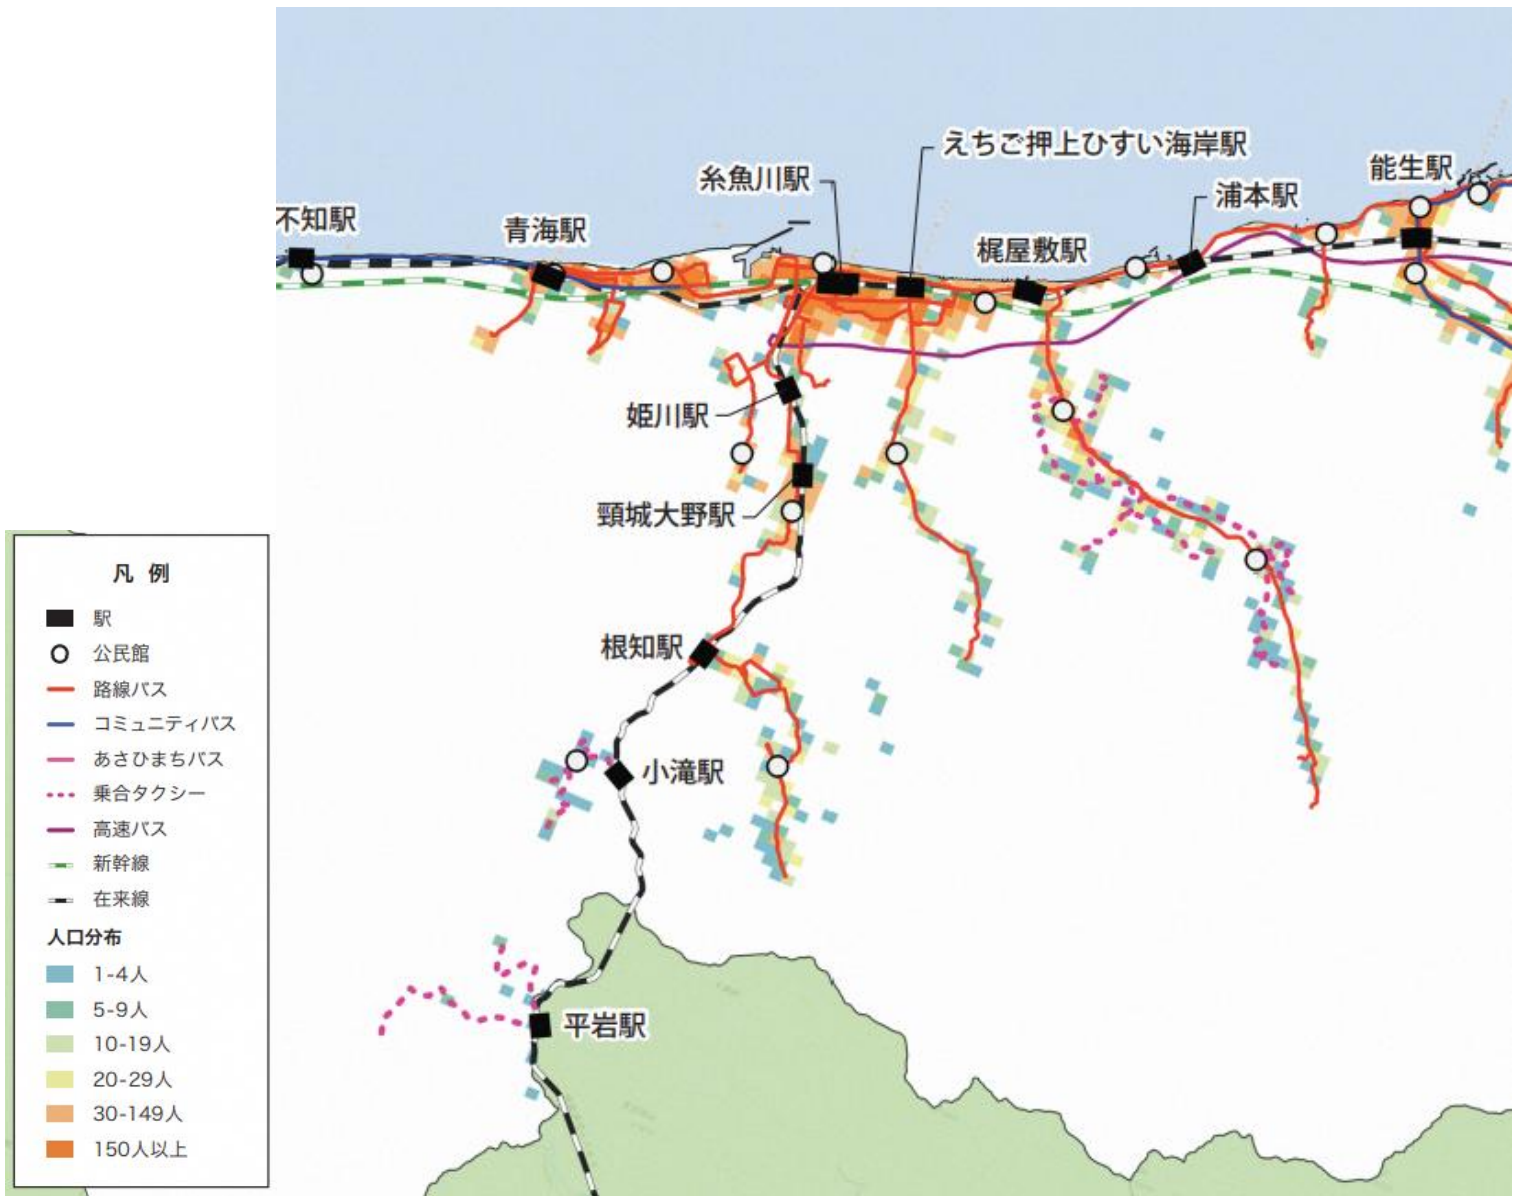 えちご押上ひすい海岸駅
糸魚川駅
能生駅
浦本駅
不知駅
青海駅
梶屋敷駅
姫川駅
頸城大野駅
根知駅
小滝駅
平岩駅
凡 例
駅
公民館
路線バス
コミュニティバス
あさひまちバス
乗合タクシー
高速バス
新幹線
在来線
人口分布
1-4人
5-9人
10-19人
20-29人
30-149人
150人以上